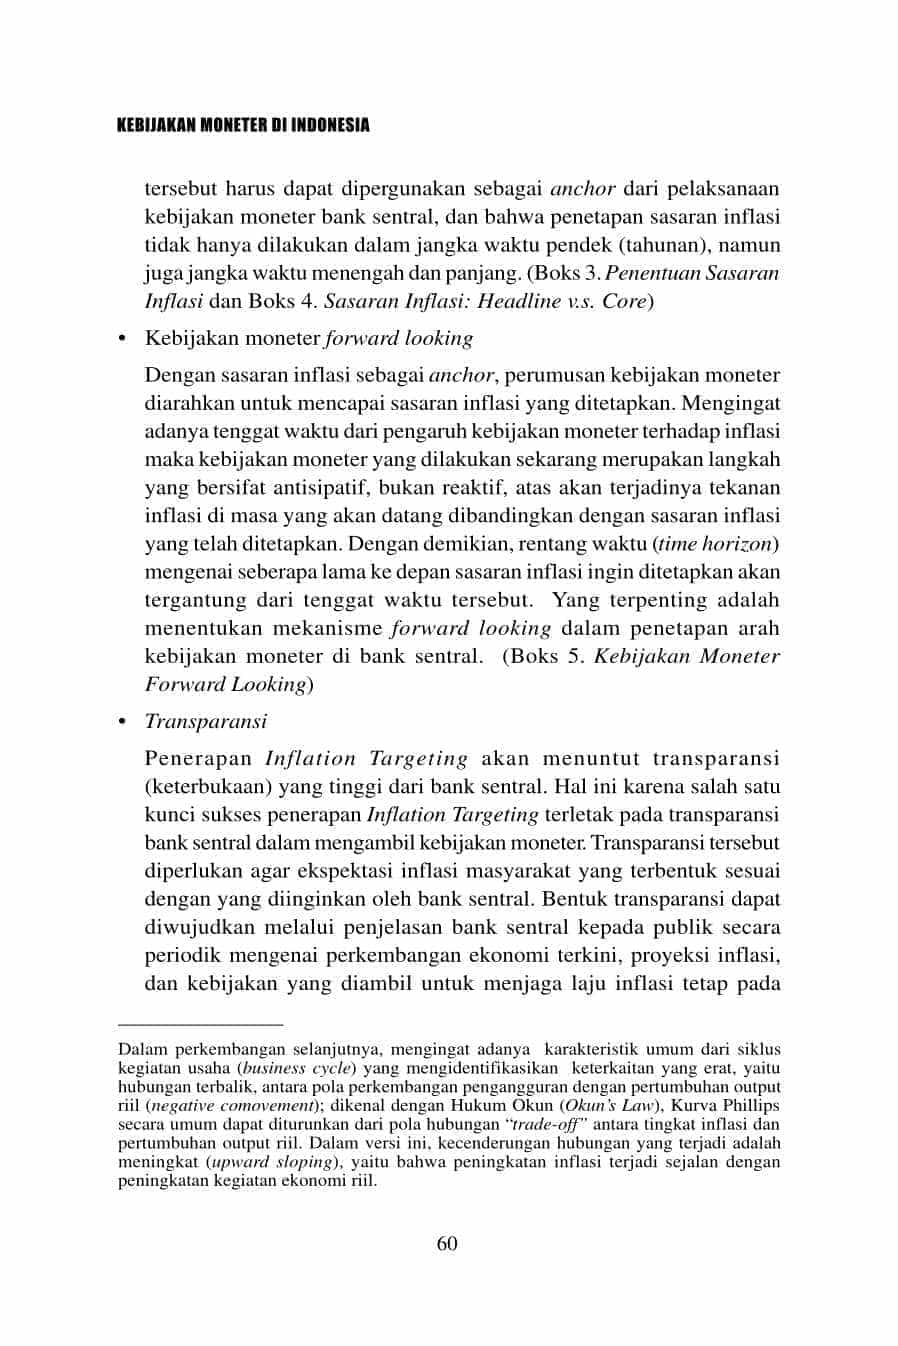 KEBIJAKAN MONETER DI INDONESIA
tersebut harus dapat dipergunakan sebagai anchor dari pelaksanaan
kebijakan moneter bank sentral, dan bahwa penetapan sasaran inflasi
tidak hanya dilakukan dalam jangka waktu pendek (tahunan), namun
juga jangka waktu menengah dan panjang. (Boks 3. Penentuan Sasaran
Inflasi dan Boks 4. Sasaran Inflasi: Headline v.s. Core)
• Kebijakan moneter forward looking
Dengan sasaran inflasi sebagai anchor, perumusan kebijakan moneter
diarahkan untuk mencapai sasaran inflasi yang ditetapkan. Mengingat
adanya tenggat waktu dari pengaruh kebijakan moneter terhadap inflasi
maka kebijakan moneter yang dilakukan sekarang merupakan langkah
yang bersifat antisipatif, bukan reaktif, atas akan terjadinya tekanan
inflasi di masa yang akan datang dibandingkan dengan sasaran inflasi
yang telah ditetapkan. Dengan demikian, rentang waktu (time horizon)
mengenai seberapa lama ke depan sasaran inflasi ingin ditetapkan akan
tergantung dari tenggat waktu tersebut. Yang terpenting adalah
menentukan mekanisme forward looking dalam penetapan arah
kebijakan moneter di bank sentral. (Boks 5. Kebijakan Moneter
Forward Looking)
• Transparansi
Penerapan Inflation Targeting akan menuntut transparansi
(keterbukaan) yang tinggi dari bank sentral. Hal ini karena salah satu
kunci sukses penerapan Inflation Targeting terletak pada transparansi
bank sentral dalam mengambil kebijakan moneter. Transparansi tersebut
diperlukan agar ekspektasi inflasi masyarakat yang terbentuk sesuai
dengan yang diinginkan oleh bank sentral. Bentuk transparansi dapat
diwujudkan melalui penjelasan bank sentral kepada publik secara
periodik mengenai perkembangan ekonomi terkini, proyeksi inflasi,
dan kebijakan yang diambil untuk menjaga laju inflasi tetap pada
Dalam perkembangan selanjutnya, mengingat adanya karakteristik umum dari siklus
kegiatan usaha (business cycle) yang mengidentifikasikan keterkaitan yang erat, yaitu
hubungan terbalik, antara pola perkembangan pengangguran dengan pertumbuhan output
riil (negative comovement); dikenal dengan Hukum Okun (Okun’s Law), Kurva Phillips
secara umum dapat diturunkan dari pola hubungan “trade-off” antara tingkat inflasi dan
pertumbuhan output riil. Dalam versi ini, kecenderungan hubungan yang terjadi adalah
meningkat (upward sloping), yaitu bahwa peningkatan inflasi terjadi sejalan dengan
peningkatan kegiatan ekonomi riil.
60